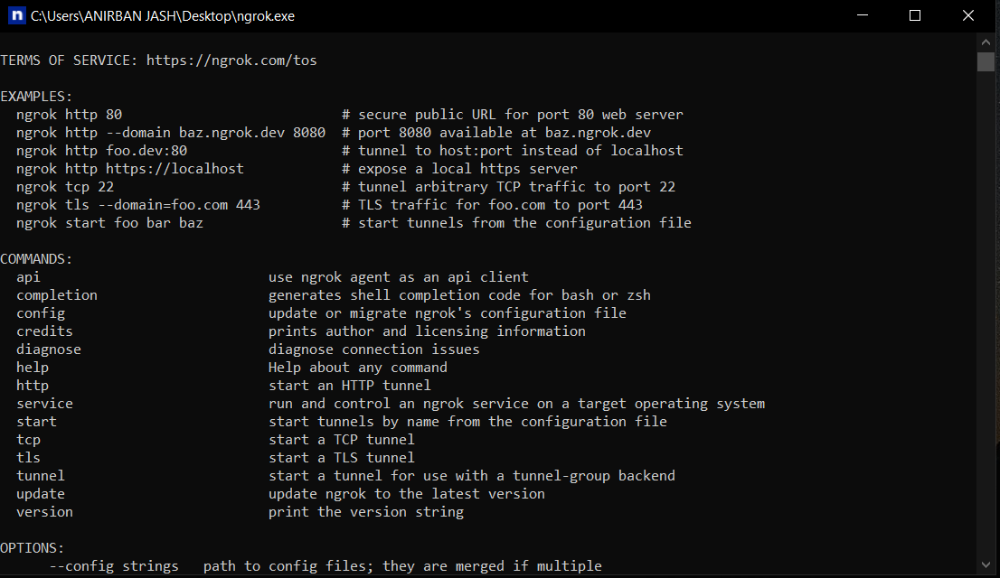 n C:\Users\ANIRBAN JASH\Desktop\ngrok.exe
TERMS OF SERVICE: https://ngrok.com/tos
EXAMPLES:
  ngrok http 80                           # secure public URL for port 80 web server
  ngrok http --domain baz.ngrok.dev 8080  # port 8080 available at baz.ngrok.dev
  ngrok http foo.dev:80                   # tunnel to host:port instead of localhost
  ngrok http https://localhost            # expose a local https server
  ngrok tcp 22                            # tunnel arbitrary TCP traffic to port 22
  ngrok tls --domain=foo.com 443          # TLS traffic for foo.com to port 443
  ngrok start foo bar baz                 # start tunnels from the configuration file
COMMANDS:
  api                            use ngrok agent as an api client
  completion                     generates shell completion code for bash or zsh
  config                         update or migrate ngrok's configuration file
  credits                        prints author and licensing information
  diagnose                       diagnose connection issues
  help                           Help about any command
  http                           start an HTTP tunnel
  service                        run and control an ngrok service on a target operating system
  start                          start tunnels by name from the configuration file
  tcp                            start a TCP tunnel
  tls                            start a TLS tunnel
  tunnel                         start a tunnel for use with a tunnel-group backend
  update                         update ngrok to the latest version
  version                        print the version string
OPTIONS:
      --config strings   path to config files; they are merged if multiple